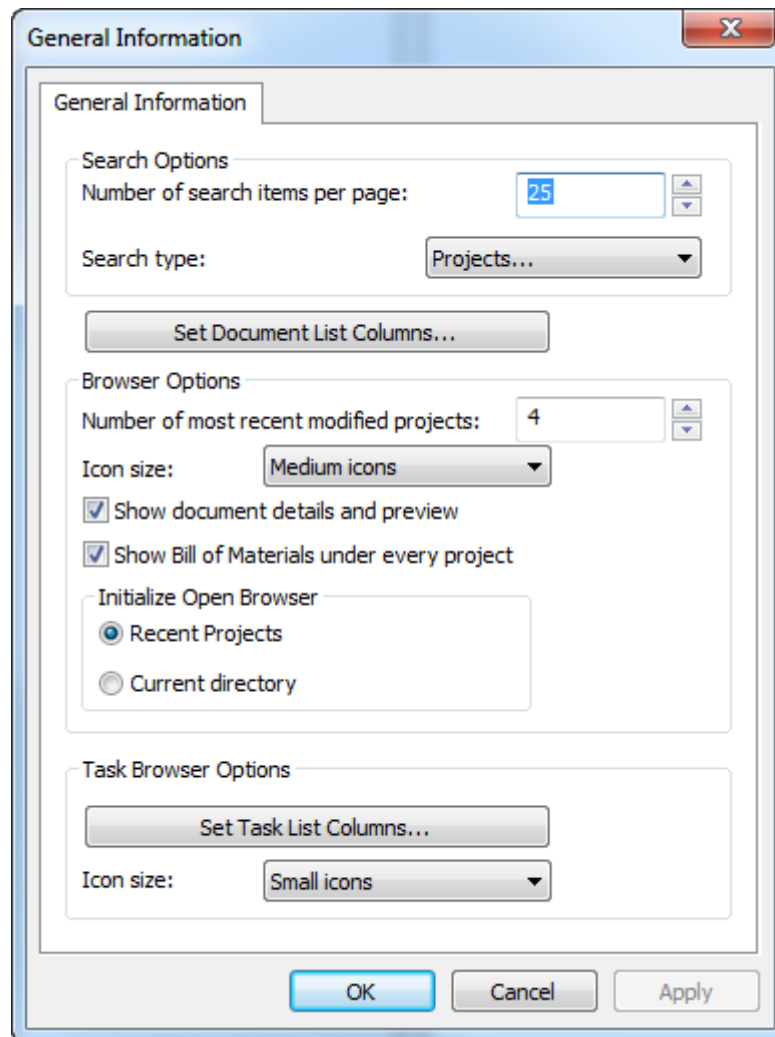 General Information
General Information
Search Options
Number of search items per page: 25
Search type: Projects...
Set Document List Columns...
Browser Options
Number of most recent modified projects: 4
Icon size: Medium icons
Show document details and preview
Show Bill of Materials under every project
Initialize Open Browser
Recent Projects
Current directory
Task Browser Options
Set Task List Columns...
Icon size: Small icons
OK Cancel Apply